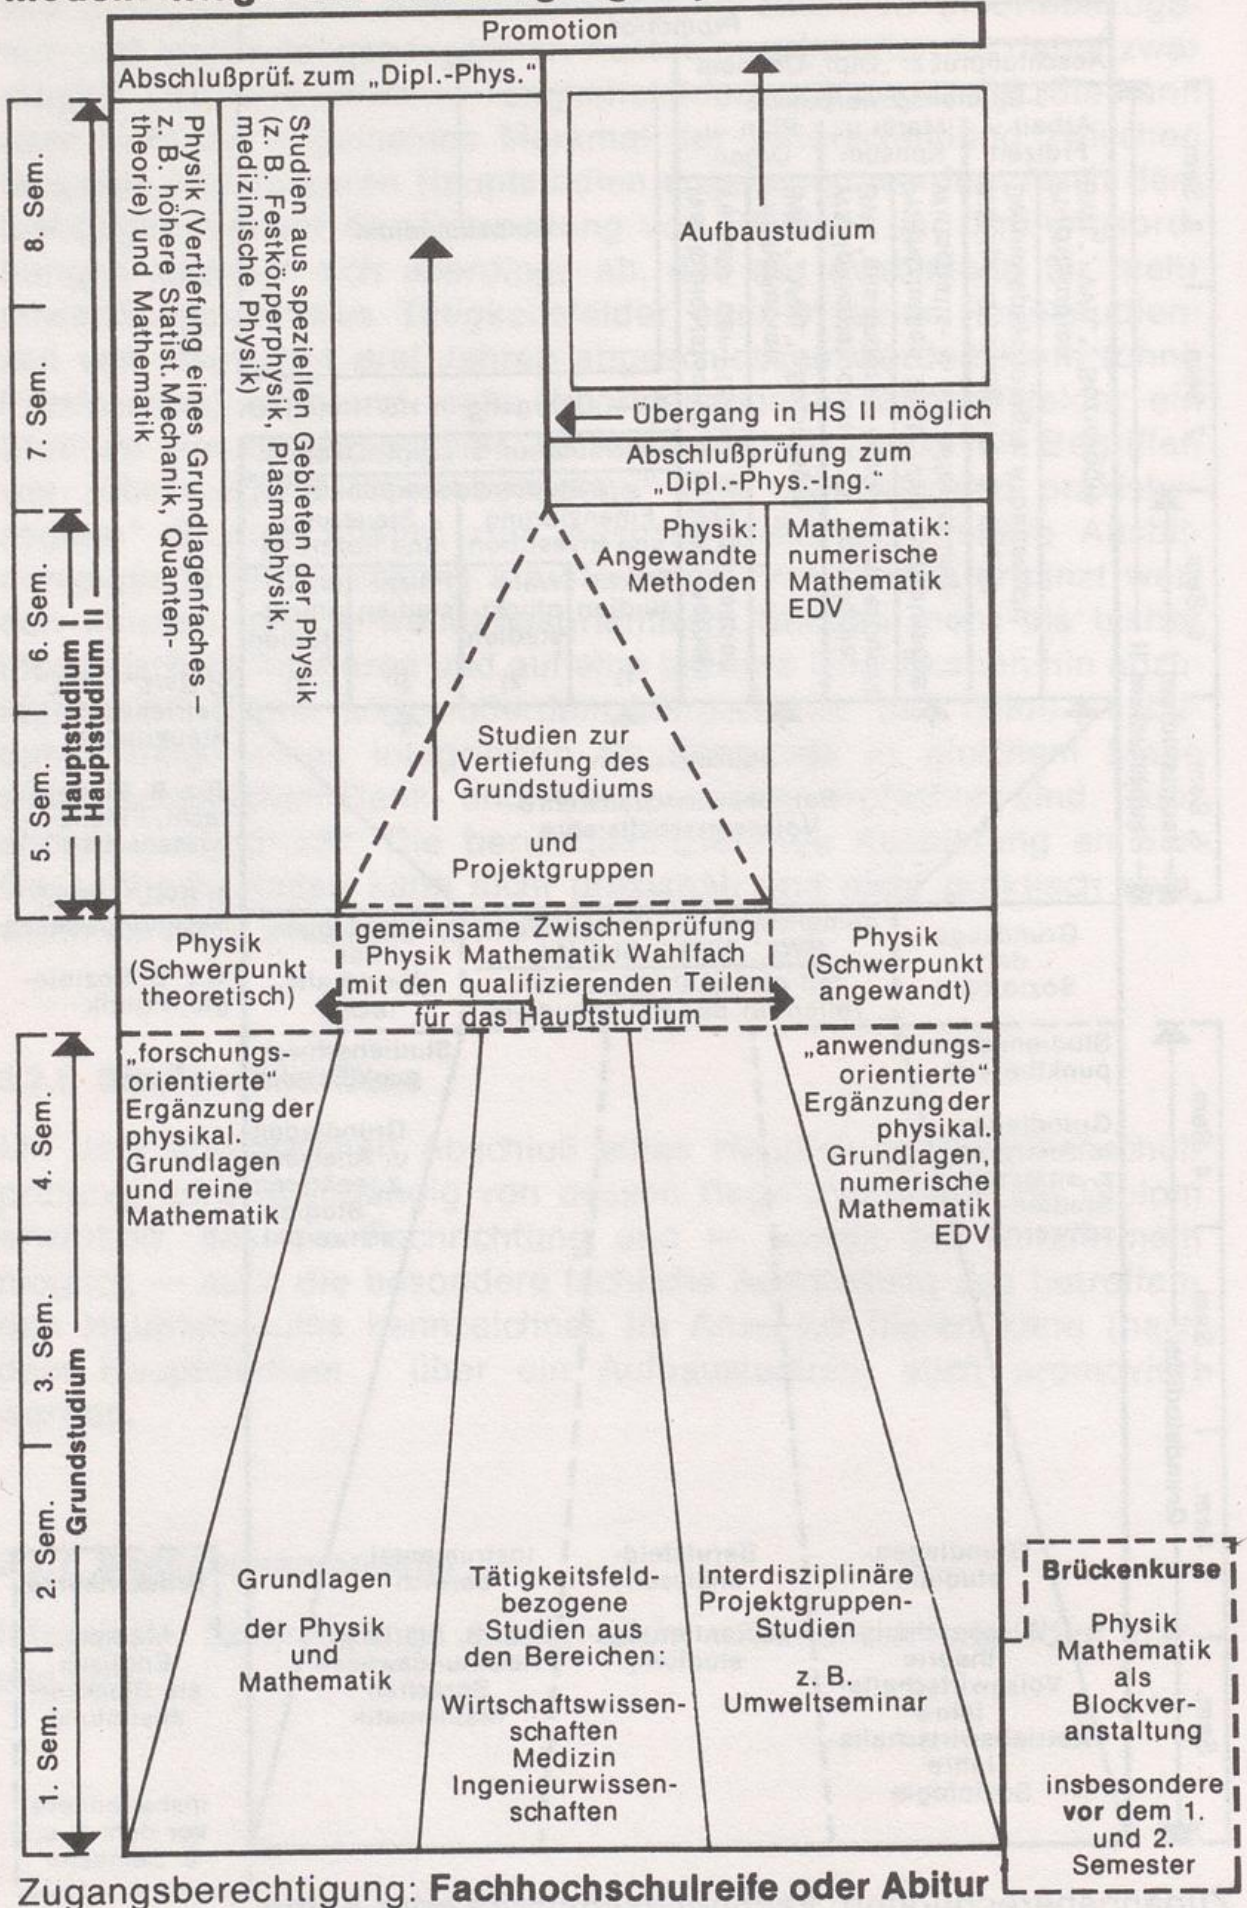 Promotion
Abschlußprüf. zum „Dipl.-Phys.“
8. Sem.
7. Sem.
6. Sem.
5. Sem.
Hauptstudium I
Hauptstudium II
Physik (Vertiefung eines Grundlagenfaches –
z. B. höhere Statist. Mechanik, Quanten-
theorie) und Mathematik
Studien aus speziellen Gebieten der Physik
(z. B. Festkörperphysik, Plasmaphysik,
medizinische Physik)
Aufbaustudium
Übergang in HS II möglich
Abschlußprüfung zum
„Dipl.-Phys.-Ing.“
Physik:
Angewandte
Methoden
Mathematik:
numerische
Mathematik
EDV
Studien zur
Vertiefung des
Grundstudiums
und
Projektgruppen
Physik
(Schwerpunkt
theoretisch)
gemeinsame Zwischenprüfung
Physik Mathematik Wahlfach
mit den qualifizierenden Teilen
für das Hauptstudium
Physik
(Schwerpunkt
angewandt)
4. Sem.
3. Sem.
2. Sem.
1. Sem.
Grundstudium
„forschungs-
orientierte“
Ergänzung der
physikal.
Grundlagen
und reine
Mathematik
„anwendungs-
orientierte“
Ergänzung der
physikal.
Grundlagen,
numerische
Mathematik
EDV
Grundlagen
der Physik
und
Mathematik
Tätigkeitsfeld-
bezogene
Studien aus
den Bereichen:
Wirtschaftswissen-
schaften
Medizin
Ingenieurwissen-
schaften
Interdisziplinäre
Projektgruppen-
Studien
z. B.
Umweltseminar
Brückenkurse
Physik
Mathematik
als
Blockver-
anstaltung
insbesondere
vor dem 1.
und 2.
Semester
Zugangsberechtigung: Fachhochschulreife oder Abitur